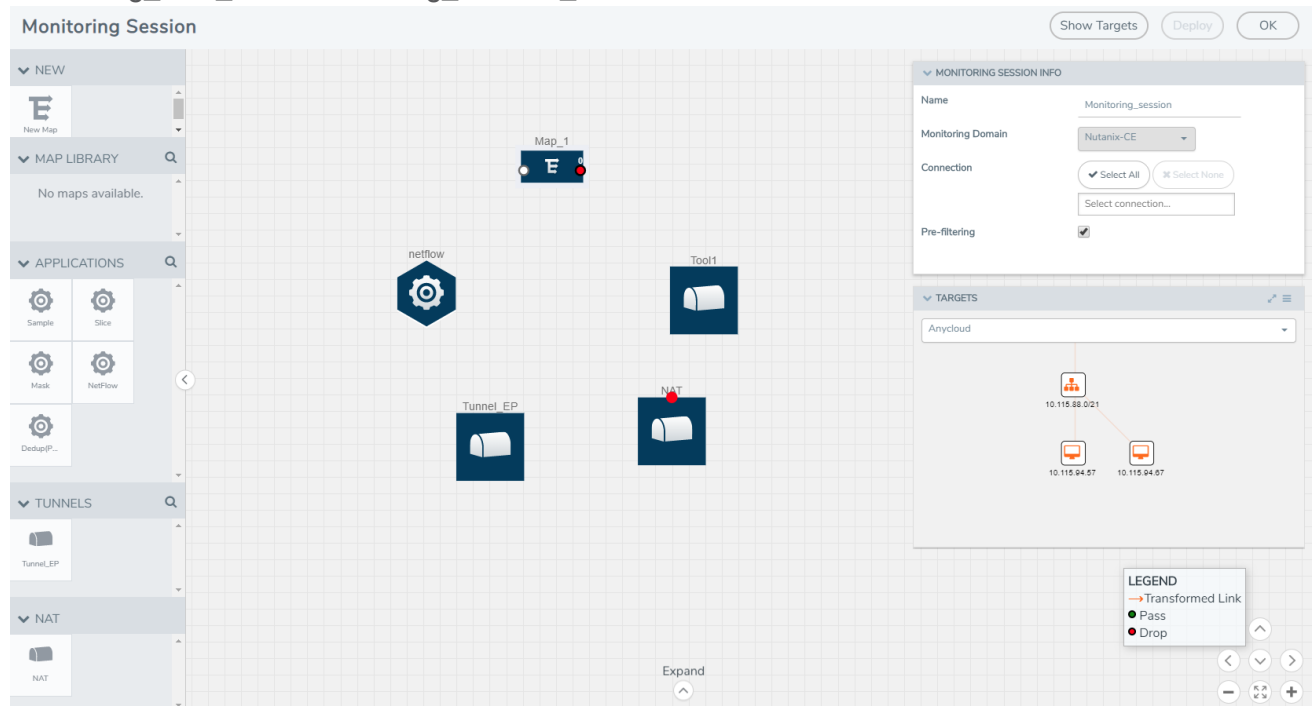 Monitoring Session
Show Targets
Deploy
OK
NEW
New Map
MAP LIBRARY
No maps available.
APPLICATIONS
Sample
Slice
Mask
NetFlow
Dedup(P...
TUNNELS
Tunnel_EP
NAT
NAT
Map_1
0
netflow
Tool1
Tunnel_EP
NAT
Expand
MONITORING SESSION INFO
Name
Monitoring_session
Monitoring Domain
Nutanix-CE
Connection
Select All
Select None
Select connection...
Pre-filtering
TARGETS
Anycloud
10.115.88.0/21
10.115.94.57
10.115.94.67
LEGEND
Transformed Link
Pass
Drop